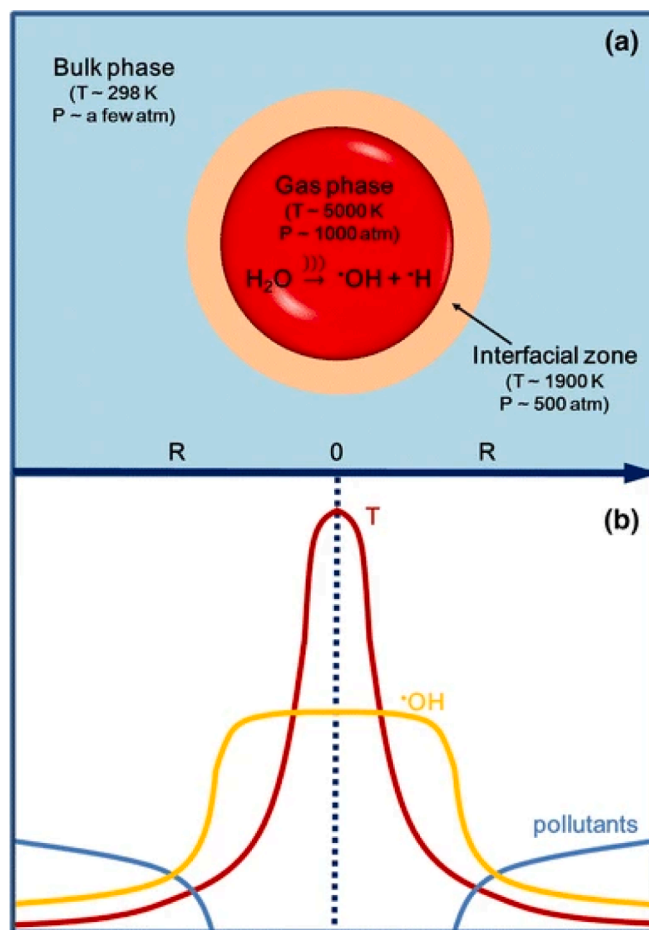 (a)
Bulk phase
(T ~ 298 K
P ~ a few atm)
Gas phase
(T ~ 5000 K
P ~ 1000 atm)
H₂O →))) •OH + •H
Interfacial zone
(T ~ 1900 K
P ~ 500 atm)
R 0 R
(b)
T
•OH
pollutants